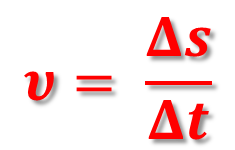 υ = Δs / Δt